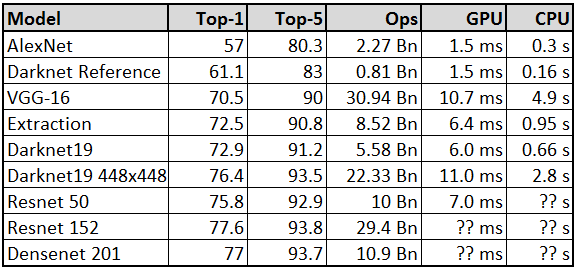 Model Top-1 Top-5 Ops GPU CPU
AlexNet 57 80.3 2.27 Bn 1.5 ms 0.3 s
Darknet Reference 61.1 83 0.81 Bn 1.5 ms 0.16 s
VGG-16 70.5 90 30.94 Bn 10.7 ms 4.9 s
Extraction 72.5 90.8 8.52 Bn 6.4 ms 0.95 s
Darknet19 72.9 91.2 5.58 Bn 6.0 ms 0.66 s
Darknet19 448x448 76.4 93.5 22.33 Bn 11.0 ms 2.8 s
Resnet 50 75.8 92.9 10 Bn 7.0 ms ?? s
Resnet 152 77.6 93.8 29.4 Bn ?? ms ?? s
Densenet 201 77 93.7 10.9 Bn ?? ms ?? s